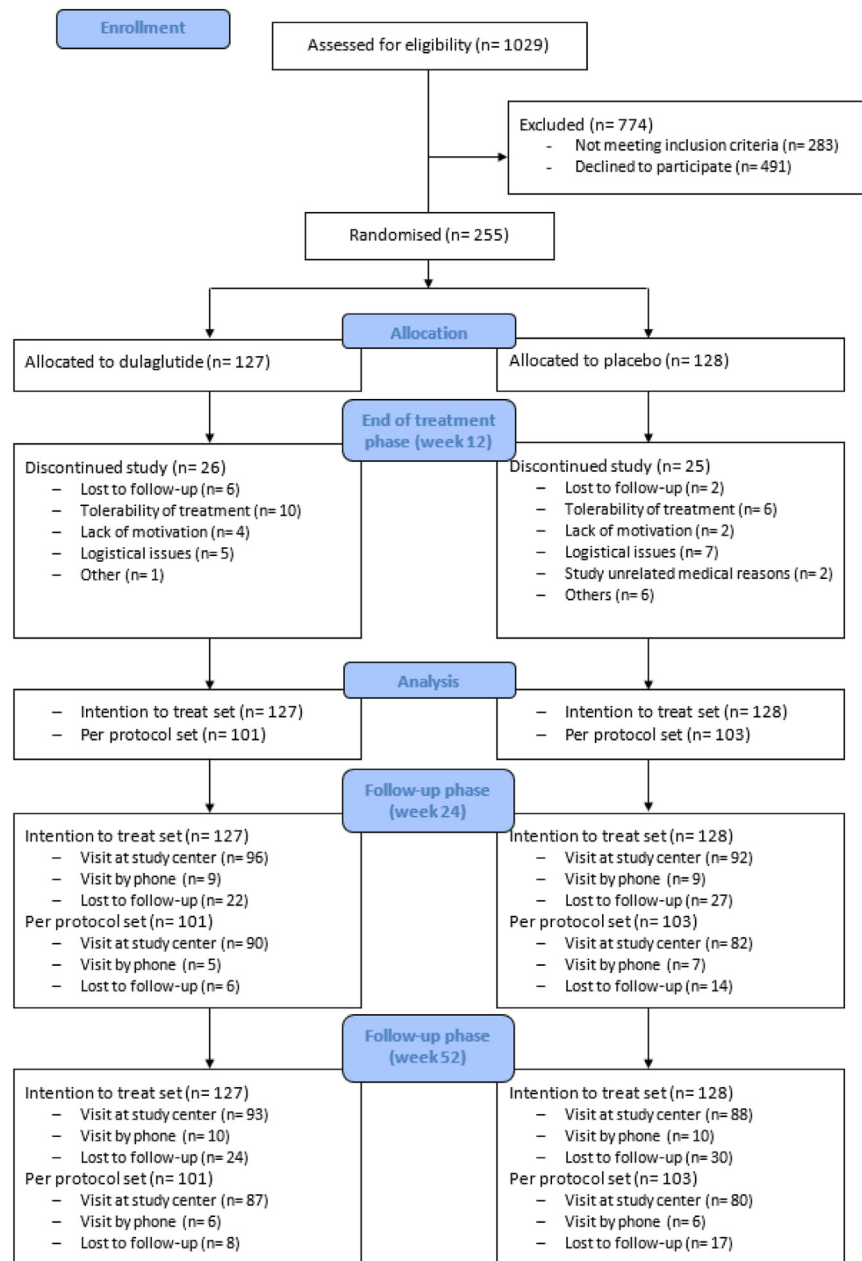 Enrollment
Assessed for eligibility (n= 1029)
Excluded (n= 774)
- Not meeting inclusion criteria (n= 283)
- Declined to participate (n= 491)
Randomised (n= 255)
Allocation
Allocated to dulaglutide (n= 127)
Allocated to placebo (n= 128)
End of treatment
phase (week 12)
Discontinued study (n= 26)
– Lost to follow-up (n= 6)
– Tolerability of treatment (n= 10)
– Lack of motivation (n= 4)
– Logistical issues (n= 5)
– Other (n= 1)
Discontinued study (n= 25)
– Lost to follow-up (n= 2)
– Tolerability of treatment (n= 6)
– Lack of motivation (n= 2)
– Logistical issues (n= 7)
– Study unrelated medical reasons (n= 2)
– Others (n= 6)
Analysis
– Intention to treat set (n= 127)
– Per protocol set (n= 101)
– Intention to treat set (n= 128)
– Per protocol set (n= 103)
Follow-up phase
(week 24)
Intention to treat set (n= 127)
– Visit at study center (n= 96)
– Visit by phone (n= 9)
– Lost to follow-up (n= 22)
Per protocol set (n= 101)
– Visit at study center (n= 90)
– Visit by phone (n= 5)
– Lost to follow-up (n= 6)
Intention to treat set (n= 128)
– Visit at study center (n= 92)
– Visit by phone (n= 9)
– Lost to follow-up (n= 27)
Per protocol set (n= 103)
– Visit at study center (n= 82)
– Visit by phone (n= 7)
– Lost to follow-up (n= 14)
Follow-up phase
(week 52)
Intention to treat set (n= 127)
– Visit at study center (n= 93)
– Visit by phone (n= 10)
– Lost to follow-up (n= 24)
Per protocol set (n= 101)
– Visit at study center (n= 87)
– Visit by phone (n= 6)
– Lost to follow-up (n= 8)
Intention to treat set (n= 128)
– Visit at study center (n= 88)
– Visit by phone (n= 10)
– Lost to follow-up (n= 30)
Per protocol set (n= 103)
– Visit at study center (n= 80)
– Visit by phone (n= 6)
– Lost to follow-up (n= 17)